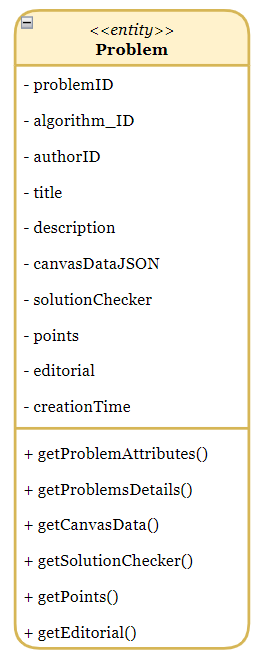 <<entity>>
Problem
- problemID
- algorithm_ID
- authorID
- title
- description
- canvasDataJSON
- solutionChecker
- points
- editorial
- creationTime
+ getProblemAttributes()
+ getProblemsDetails()
+ getCanvasData()
+ getSolutionChecker()
+ getPoints()
+ getEditorial()